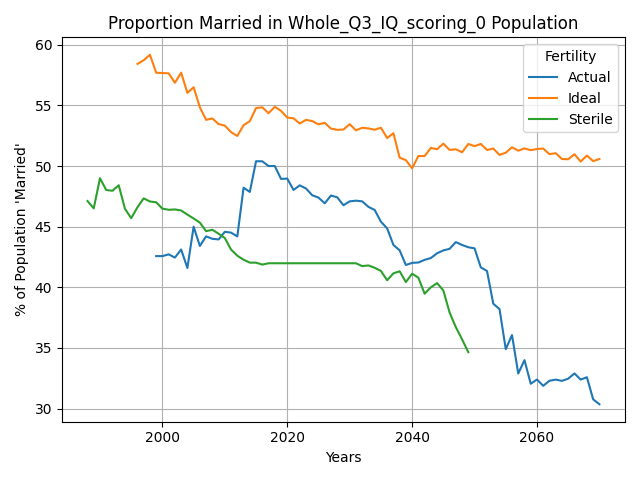 Proportion Married in Whole_Q3_IQ_scoring_0 Population
60
55
50
45
40
35
30
% of Population 'Married'
Fertility
Actual
Ideal
Sterile
2000
2020
2040
2060
Years